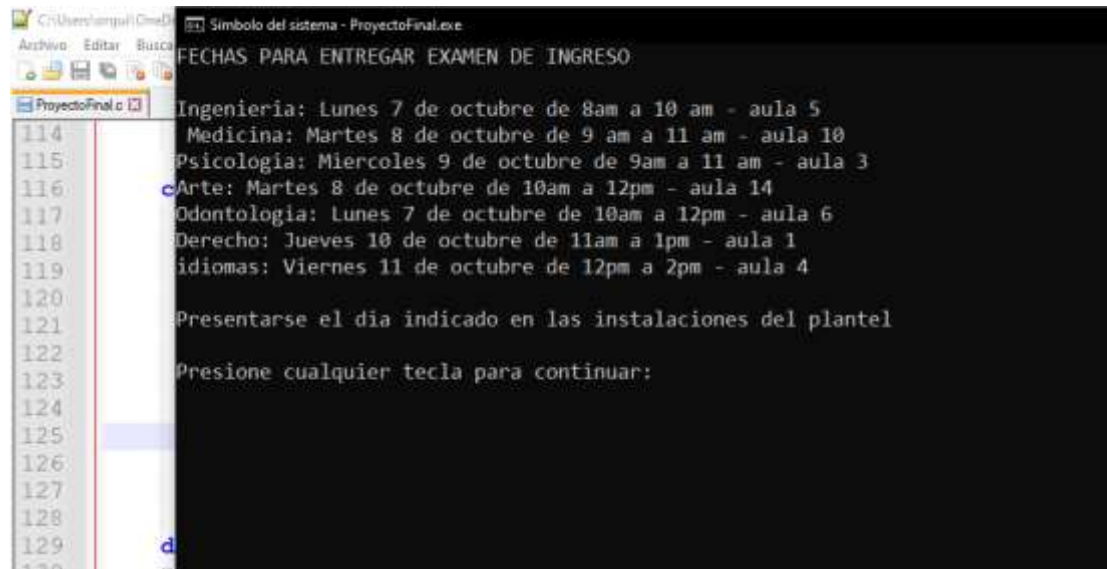 Símbolo del sistema - ProyectoFinal.exe
Archivo Editar
ProyectoFinal.c
FECHAS PARA ENTREGAR EXAMEN DE INGRESO
Ingenieria: Lunes 7 de octubre de 8am a 10 am - aula 5
Medicina: Martes 8 de octubre de 9 am a 11 am - aula 10
Psicologia: Miercoles 9 de octubre de 9am a 11 am - aula 3
Arte: Martes 8 de octubre de 10am a 12pm - aula 14
Odontologia: Lunes 7 de octubre de 10am a 12pm - aula 6
Derecho: Jueves 10 de octubre de 11am a 1pm - aula 1
idiomas: Viernes 11 de octubre de 12pm a 2pm - aula 4
Presentarse el dia indicado en las instalaciones del plantel
Presione cualquier tecla para continuar:
114
115
116
117
118
119
120
121
122
123
124
125
126
127
128
129